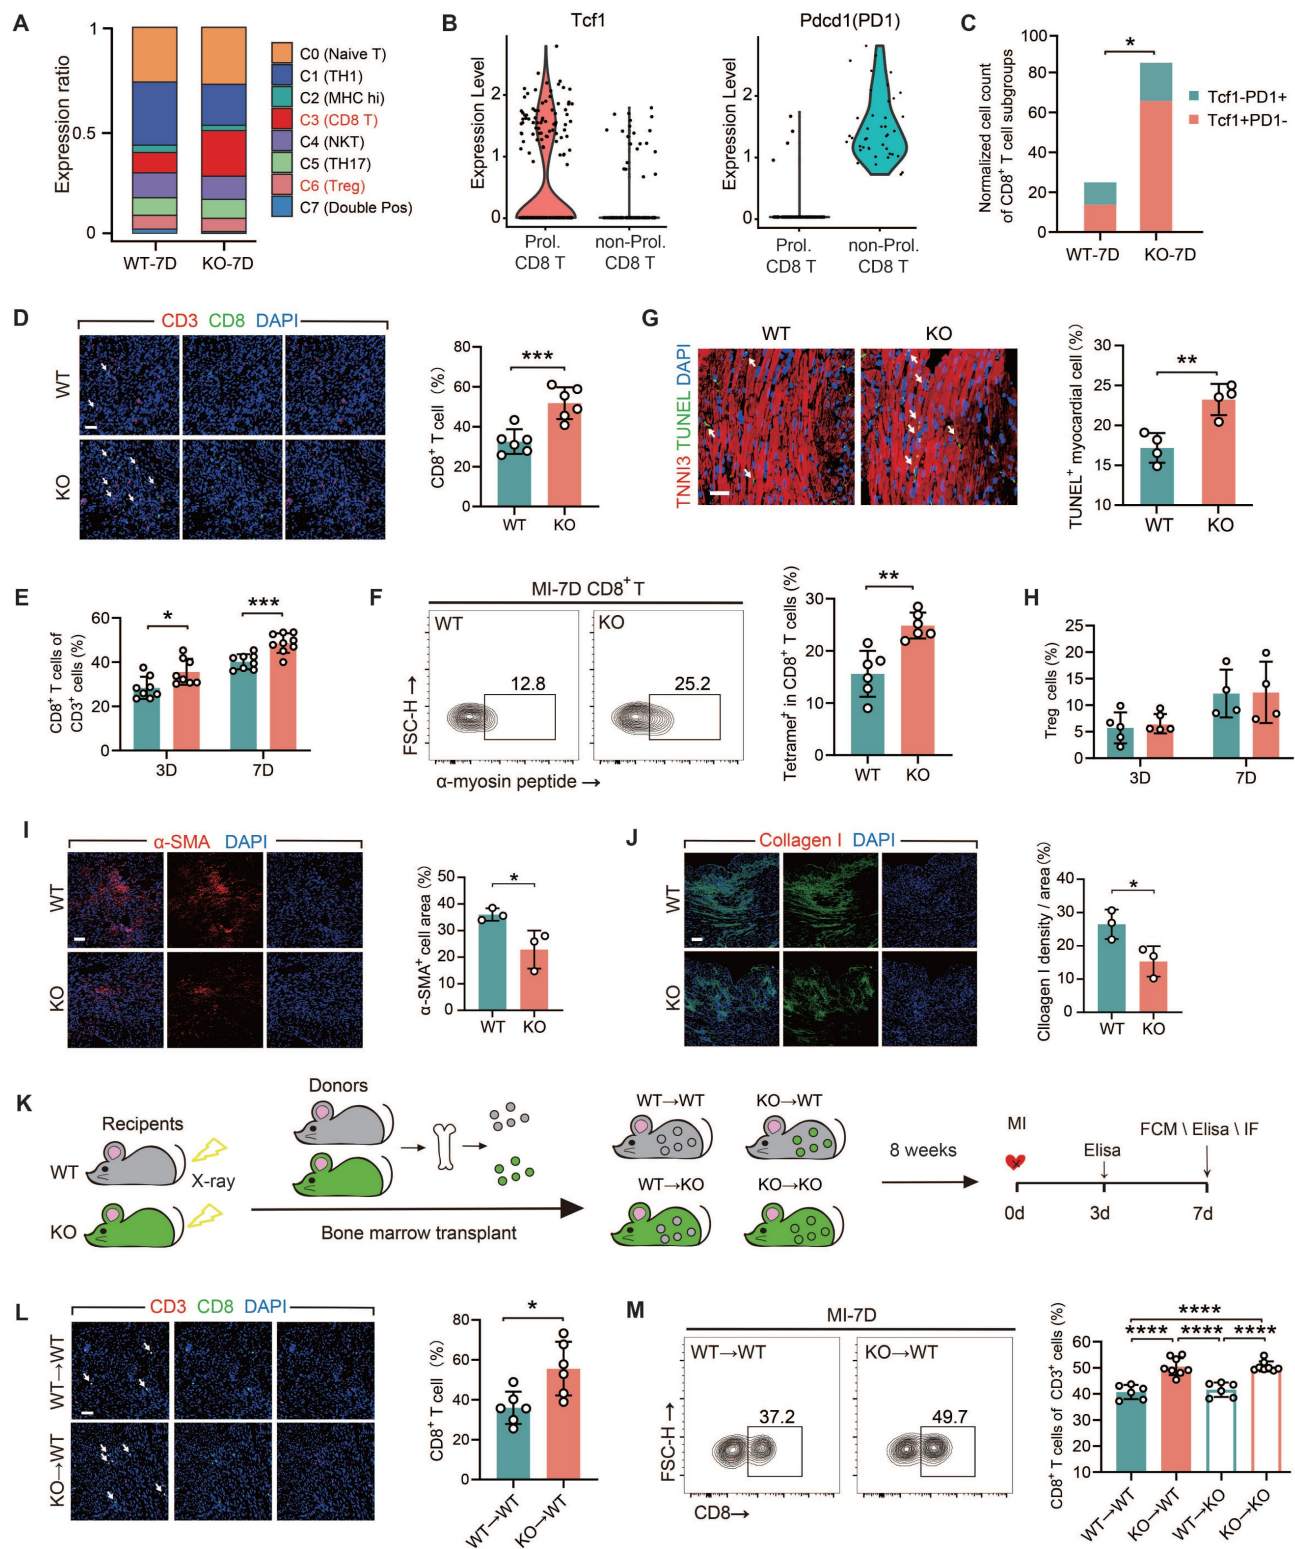 A
Expression ratio
1
0.5
0
WT-7D
KO-7D
C0 (Naive T)
C1 (TH1)
C2 (MHC hi)
C3 (CD8 T)
C4 (NKT)
C5 (TH17)
C6 (Treg)
C7 (Double Pos)
B
Tcf1
Expression Level
2
1
0
Prol.
CD8 T
non-Prol.
CD8 T
Pdcd1(PD1)
Expression Level
2
1
0
Prol.
CD8 T
non-Prol.
CD8 T
C
Normalized cell count
of CD8+ T cell subgroups
100
80
60
40
20
0
*
WT-7D
KO-7D
Tcf1-PD1+
Tcf1+PD1-
D
CD3 CD8 DAPI
WT
KO
CD8+ T cell (%)
80
60
40
20
0
***
WT
KO
G
WT
KO
TNNI3 TUNEL DAPI
TUNEL+ myocardial cell (%)
30
25
20
15
10
**
WT
KO
E
CD8+ T cells of
CD3+ cells (%)
60
40
20
0
*
***
3D
7D
F
MI-7D CD8+ T
WT
12.8
KO
25.2
FSC-H →
α-myosin peptide →
Tetramer+ in CD8+ T cells (%)
30
20
10
0
**
WT
KO
H
Treg cells (%)
25
20
15
10
5
0
3D
7D
I
α-SMA DAPI
WT
KO
α-SMA+ cell area (%)
50
40
30
20
10
0
*
WT
KO
J
Collagen I DAPI
WT
KO
Clloagen I density / area (%)
40
30
20
10
0
*
WT
KO
K
Recipents
WT
KO
X-ray
Donors
Bone marrow transplant
WT→WT
KO→WT
WT→KO
KO→KO
8 weeks
MI
Elisa
FCM \ Elisa \ IF
0d
3d
7d
L
CD3 CD8 DAPI
WT→WT
KO→WT
CD8+ T cell (%)
80
60
40
20
0
*
WT→WT
KO→WT
M
MI-7D
WT→WT
37.2
KO→WT
49.7
FSC-H →
CD8→
CD8+ T cells of CD3+ cells (%)
60
50
40
30
20
10
****
**** **** ****
WT→WT
KO→WT
WT→KO
KO→KO